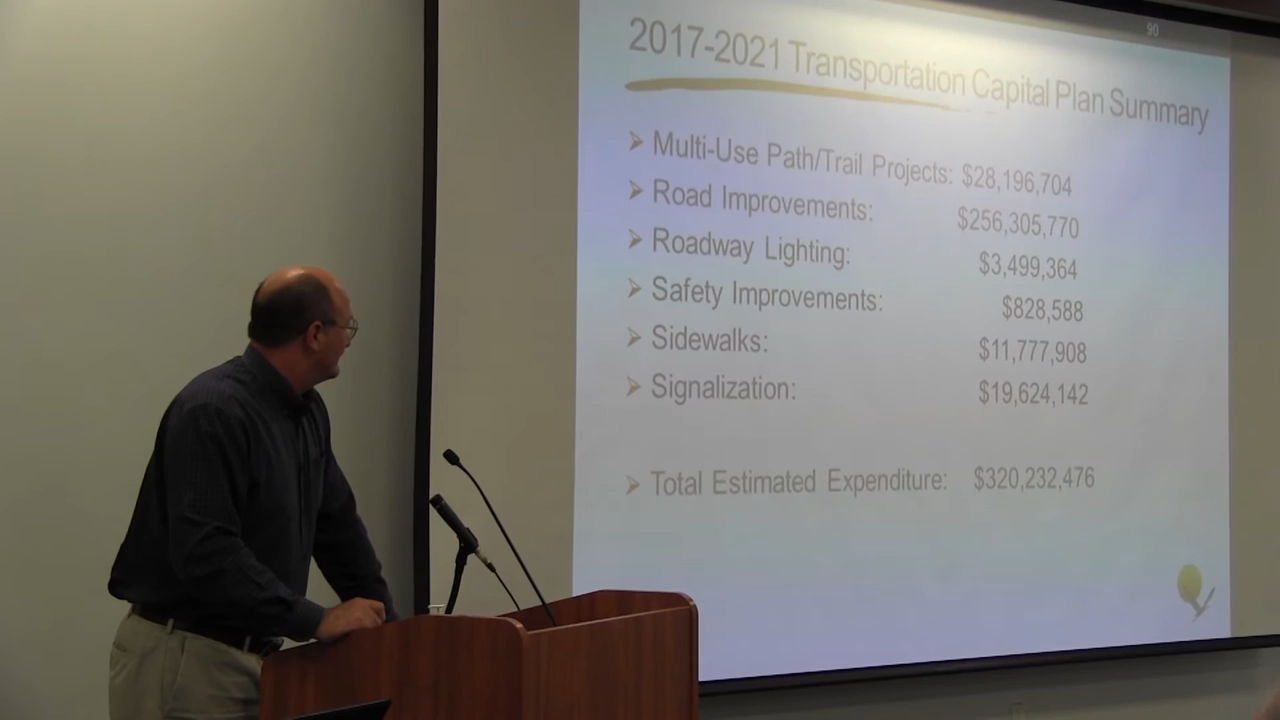 90
2017-2021 Transportation Capital Plan Summary
Multi-Use Path/Trail Projects: $28,196,704
Road Improvements: $256,305,770
Roadway Lighting: $3,499,364
Safety Improvements: $828,588
Sidewalks: $11,777,908
Signalization: $19,624,142
Total Estimated Expenditure: $320,232,476